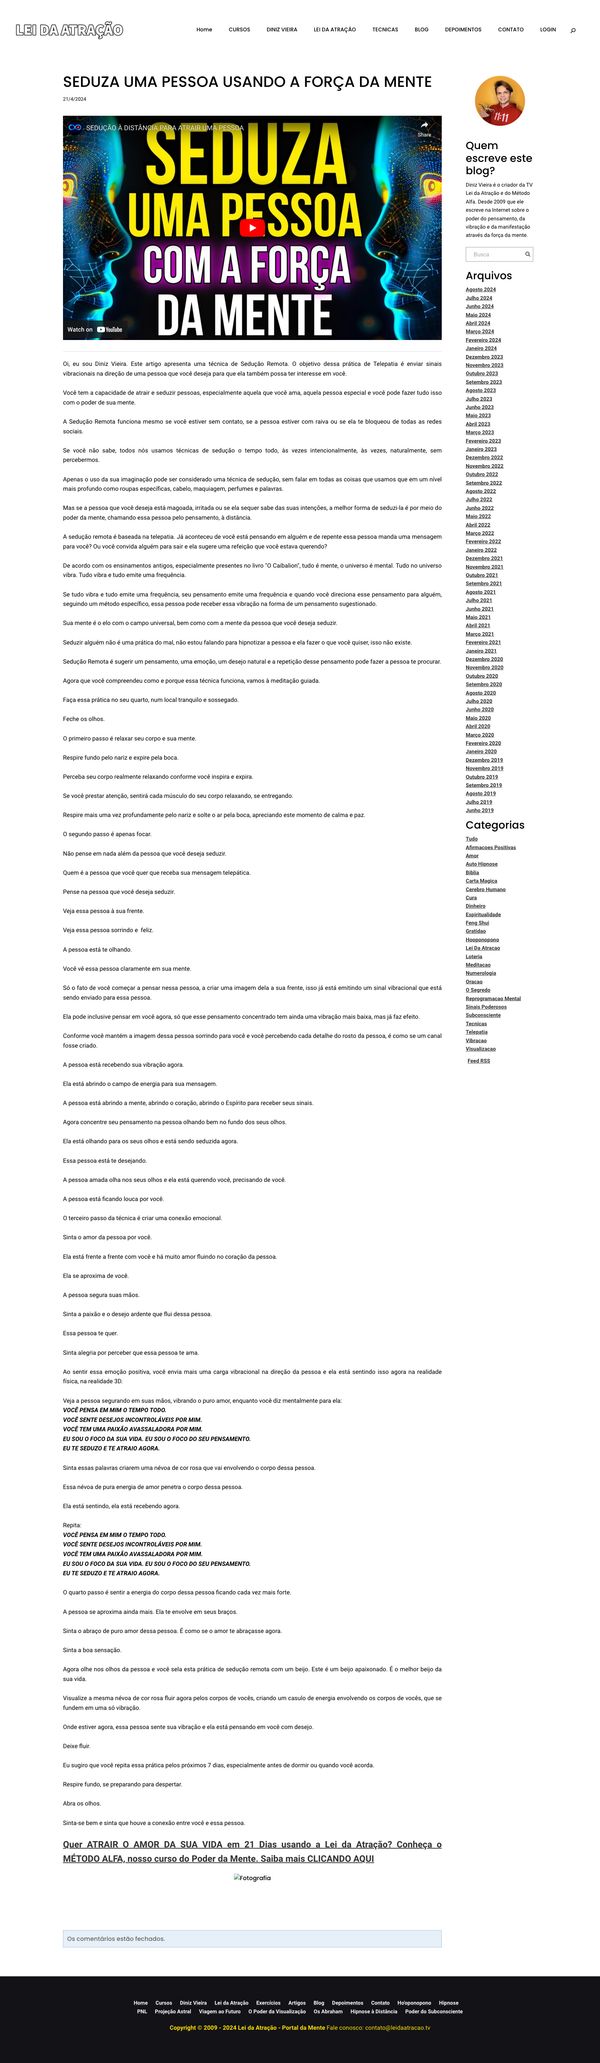 LEI DA ATRAÇÃO
Home CURSOS DINIZ VIEIRA LEI DA ATRAÇÃO TECNICAS BLOG DEPOIMENTOS CONTATO LOGIN
SEDUZA UMA PESSOA USANDO A FORÇA DA MENTE
21/4/2024
SEDUÇÃO À DISTÂNCIA PARA ATRAIR UMA PESSOA
Share
SEDUZA
UMA PESSOA
COM A FORÇA
DA MENTE
Watch on YouTube
Oi, eu sou Diniz Vieira. Este artigo apresenta uma técnica de Sedução Remota. O objetivo dessa prática de Telepatia é enviar sinais
vibracionais na direção de uma pessoa que você deseja para que ela também possa ter interesse em você.
Você tem a capacidade de atrair e seduzir pessoas, especialmente aquela que você ama, aquela pessoa especial e você pode fazer tudo isso
com o poder de sua mente.
A Sedução Remota funciona mesmo se você estiver sem contato, se a pessoa estiver com raiva ou se ela te bloqueou de todas as redes
sociais.
Se você não sabe, todos nós usamos técnicas de sedução o tempo todo, às vezes intencionalmente, às vezes, naturalmente, sem
percebermos.
Apenas o uso da sua imaginação pode ser considerado uma técnica de sedução, sem falar em todas as coisas que usamos que em um nível
mais profundo como roupas específicas, cabelo, maquiagem, perfumes e palavras.
Mas se a pessoa que você deseja está magoada, irritada ou se ela sequer sabe das suas intenções, a melhor forma de seduzi-la é por meio do
poder da mente, chamando essa pessoa pelo pensamento, à distância.
A sedução remota é baseada na telepatia. Já aconteceu de você está pensando em alguém e de repente essa pessoa manda uma mensagem
para você? Ou você convida alguém para sair e ela sugere uma refeição que você estava querendo?
De acordo com os ensinamentos antigos, especialmente presentes no livro "O Caibalion", tudo é mente, o universo é mental. Tudo no universo
vibra. Tudo vibra e tudo emite uma frequência.
Se tudo vibra e tudo emite uma frequência, seu pensamento emite uma frequência e quando você direciona esse pensamento para alguém,
seguindo um método específico, essa pessoa pode receber essa vibração na forma de um pensamento sugestionado.
Sua mente é o elo com o campo universal, bem como com a mente da pessoa que você deseja seduzir.
Seduzir alguém não é uma prática do mal, não estou falando para hipnotizar a pessoa e ela fazer o que você quiser, isso não existe.
Sedução Remota é sugerir um pensamento, uma emoção, um desejo natural e a repetição desse pensamento pode fazer a pessoa te procurar.
Agora que você compreendeu como e porque essa técnica funciona, vamos à meditação guiada.
Faça essa prática no seu quarto, num local tranquilo e sossegado.
Feche os olhos.
O primeiro passo é relaxar seu corpo e sua mente.
Respire fundo pelo nariz e expire pela boca.
Perceba seu corpo realmente relaxando conforme você inspira e expira.
Se você prestar atenção, sentirá cada músculo do seu corpo relaxando, se entregando.
Respire mais uma vez profundamente pelo nariz e solte o ar pela boca, apreciando este momento de calma e paz.
O segundo passo é apenas focar.
Não pense em nada além da pessoa que você deseja seduzir.
Quem é a pessoa que você quer que receba sua mensagem telepática.
Pense na pessoa que você deseja seduzir.
Veja essa pessoa à sua frente.
Veja essa pessoa sorrindo e feliz.
A pessoa está te olhando.
Você vê essa pessoa claramente em sua mente.
Só o fato de você começar a pensar nessa pessoa, a criar uma imagem dela a sua frente, isso já está emitindo um sinal vibracional que está
sendo enviado para essa pessoa.
Ela pode inclusive pensar em você agora, só que esse pensamento concentrado tem ainda uma vibração mais baixa, mas já faz efeito.
Conforme você mantém a imagem dessa pessoa sorrindo para você e você percebendo cada detalhe do rosto da pessoa, é como se um canal
fosse criado.
A pessoa está recebendo sua vibração agora.
Ela está abrindo o campo de energia para sua mensagem.
A pessoa está abrindo a mente, abrindo o coração, abrindo o Espírito para receber seus sinais.
Agora concentre seu pensamento na pessoa olhando bem no fundo dos seus olhos.
Ela está olhando para os seus olhos e está sendo seduzida agora.
Essa pessoa está te desejando.
A pessoa amada olha nos seus olhos e ela está querendo você, precisando de você.
A pessoa está ficando louca por você.
O terceiro passo da técnica é criar uma conexão emocional.
Sinta o amor da pessoa por você.
Ela está frente a frente com você e há muito amor fluindo no coração da pessoa.
Ela se aproxima de você.
A pessoa segura suas mãos.
Sinta a paixão e o desejo ardente que flui dessa pessoa.
Essa pessoa te quer.
Sinta alegria por perceber que essa pessoa te ama.
Ao sentir essa emoção positiva, você envia mais uma carga vibracional na direção da pessoa e ela está sentindo isso agora na realidade
física, na realidade 3D.
Veja a pessoa segurando em suas mãos, vibrando o puro amor, enquanto você diz mentalmente para ela:
VOCÊ PENSA EM MIM O TEMPO TODO.
VOCÊ SENTE DESEJOS INCONTROLÁVEIS POR MIM.
VOCÊ TEM UMA PAIXÃO AVASSALADORA POR MIM.
EU SOU O FOCO DA SUA VIDA. EU SOU O FOCO DO SEU PENSAMENTO.
EU TE SEDUZO E TE ATRAIO AGORA.
Sinta essas palavras criarem uma névoa de cor rosa que vai envolvendo o corpo dessa pessoa.
Essa névoa de pura energia de amor penetra o corpo dessa pessoa.
Ela está sentindo, ela está recebendo agora.
Repita:
VOCÊ PENSA EM MIM O TEMPO TODO.
VOCÊ SENTE DESEJOS INCONTROLÁVEIS POR MIM.
VOCÊ TEM UMA PAIXÃO AVASSALADORA POR MIM.
EU SOU O FOCO DA SUA VIDA. EU SOU O FOCO DO SEU PENSAMENTO.
EU TE SEDUZO E TE ATRAIO AGORA.
O quarto passo é sentir a energia do corpo dessa pessoa ficando cada vez mais forte.
A pessoa se aproxima ainda mais. Ela te envolve em seus braços.
Sinta o abraço de puro amor dessa pessoa. É como se o amor te abraçasse agora.
Sinta a boa sensação.
Agora olhe nos olhos da pessoa e você sela esta prática de sedução remota com um beijo. Este é um beijo apaixonado. É o melhor beijo da
sua vida.
Visualize a mesma névoa de cor rosa fluir agora pelos corpos de vocês, criando um casulo de energia envolvendo os corpos de vocês, que se
fundem em uma só vibração.
Onde estiver agora, essa pessoa sente sua vibração e ela está pensando em você com desejo.
Deixe fluir.
Eu sugiro que você repita essa prática pelos próximos 7 dias, especialmente antes de dormir ou quando você acorda.
Respire fundo, se preparando para despertar.
Abra os olhos.
Sinta-se bem e sinta que houve a conexão entre você e essa pessoa.
Quer ATRAIR O AMOR DA SUA VIDA em 21 Dias usando a Lei da Atração? Conheça o
MÉTODO ALFA, nosso curso do Poder da Mente. Saiba mais CLICANDO AQUI
Fotografia
Os comentários estão fechados.
11:11
Quem
escreve este
blog?
Diniz Vieira é o criador da TV
Lei da Atração e do Método
Alfa. Desde 2009 que ele
escreve na Internet sobre o
poder do pensamento, da
vibração e da manifestação
através da força da mente.
Busca
Arquivos
Agosto 2024
Julho 2024
Junho 2024
Maio 2024
Abril 2024
Março 2024
Fevereiro 2024
Janeiro 2024
Dezembro 2023
Novembro 2023
Outubro 2023
Setembro 2023
Agosto 2023
Julho 2023
Junho 2023
Maio 2023
Abril 2023
Março 2023
Fevereiro 2023
Janeiro 2023
Dezembro 2022
Novembro 2022
Outubro 2022
Setembro 2022
Agosto 2022
Julho 2022
Junho 2022
Maio 2022
Abril 2022
Março 2022
Fevereiro 2022
Janeiro 2022
Dezembro 2021
Novembro 2021
Outubro 2021
Setembro 2021
Agosto 2021
Julho 2021
Junho 2021
Maio 2021
Abril 2021
Março 2021
Fevereiro 2021
Janeiro 2021
Dezembro 2020
Novembro 2020
Outubro 2020
Setembro 2020
Agosto 2020
Julho 2020
Junho 2020
Maio 2020
Abril 2020
Março 2020
Fevereiro 2020
Janeiro 2020
Dezembro 2019
Novembro 2019
Outubro 2019
Setembro 2019
Agosto 2019
Julho 2019
Junho 2019
Categorias
Tudo
Afirmacoes Positivas
Amor
Auto Hipnose
Biblia
Carta Magica
Cerebro Humano
Cura
Dinheiro
Espiritualidade
Feng Shui
Gratidao
Hooponopono
Lei Da Atracao
Loteria
Meditacao
Numerologia
Oracao
O Segredo
Reprogramacao Mental
Sinais Poderosos
Subconsciente
Tecnicas
Telepatia
Vibracao
Visualizacao
Feed RSS
Home Cursos Diniz Vieira Lei da Atração Exercícios Artigos Blog Depoimentos Contato Ho'oponopono Hipnose
PNL Projeção Astral Viagem ao Futuro O Poder da Visualização Os Abraham Hipnose à Distância Poder do Subconsciente
Copyright © 2009 - 2024 Lei da Atração - Portal da Mente Fale conosco: contato@leidaatracao.tv